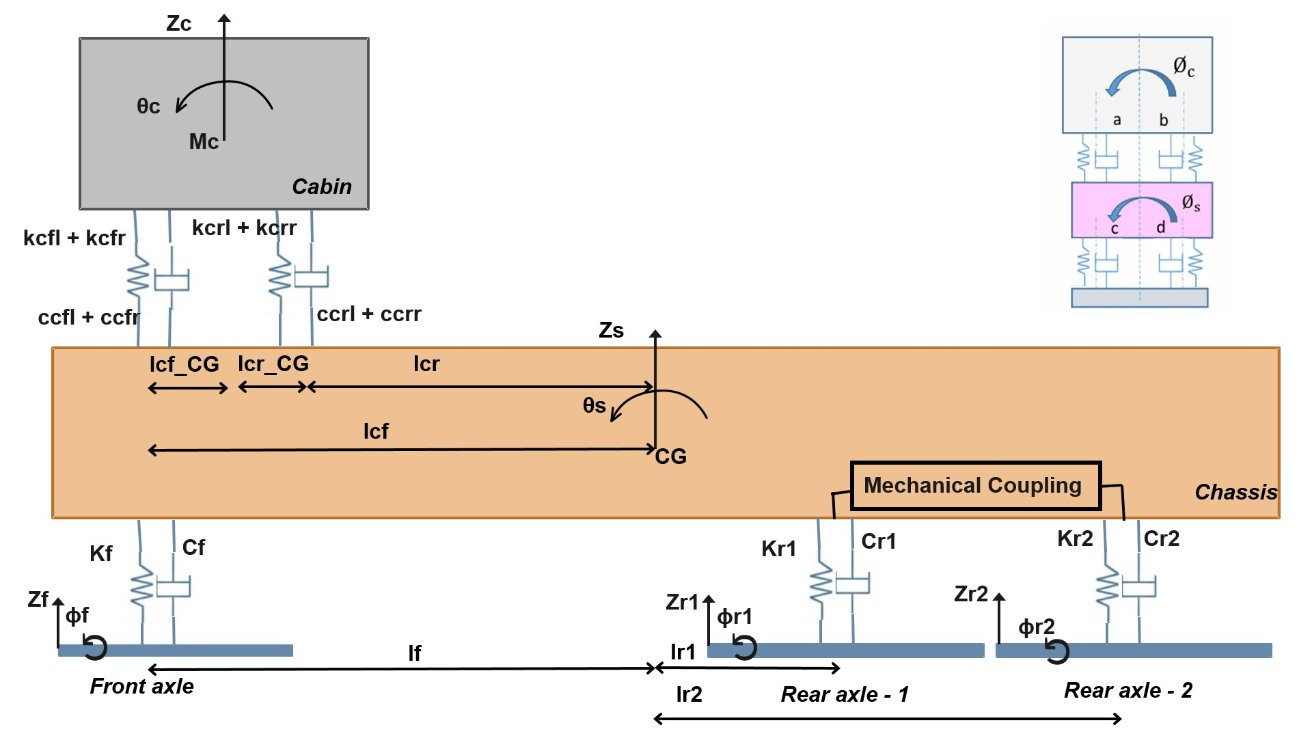 Zc
θc
Mc
Cabin
kcfl + kcfr
kcrl + kcrr
ccfl + ccfr
ccrl + ccrr
Øc
a b
Øs
c d
Zs
lcf_CG lcr_CG lcr
θs
lcf
CG
Mechanical Coupling
Chassis
Kf Cf
Kr1 Cr1
Kr2 Cr2
Zf
ϕf
Zr1
ϕr1
Zr2
ϕr2
lf
lr1
Front axle
lr2
Rear axle - 1
Rear axle - 2